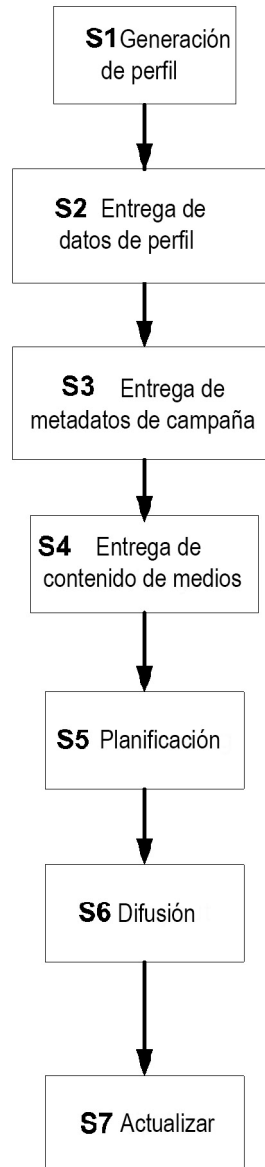 S1 Generación
de perfil
S2 Entrega de
datos de perfil
S3 Entrega de
metadatos de campaña
S4 Entrega de
contenido de medios
S5 Planificación
S6 Difusión
S7 Actualizar